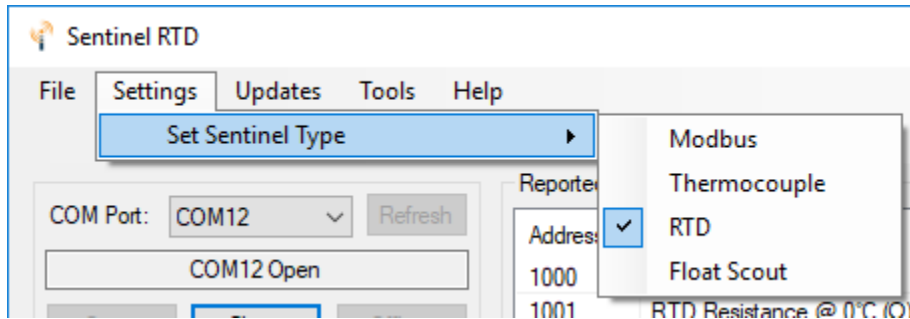 Sentinel RTD
File Settings Updates Tools Help
Set Sentinel Type
Modbus
Thermocouple
RTD
Float Scout
COM Port: COM12 Refresh
COM12 Open
Reported
Address
1000
1001 RTD Resistance @ 0°C (Ω)